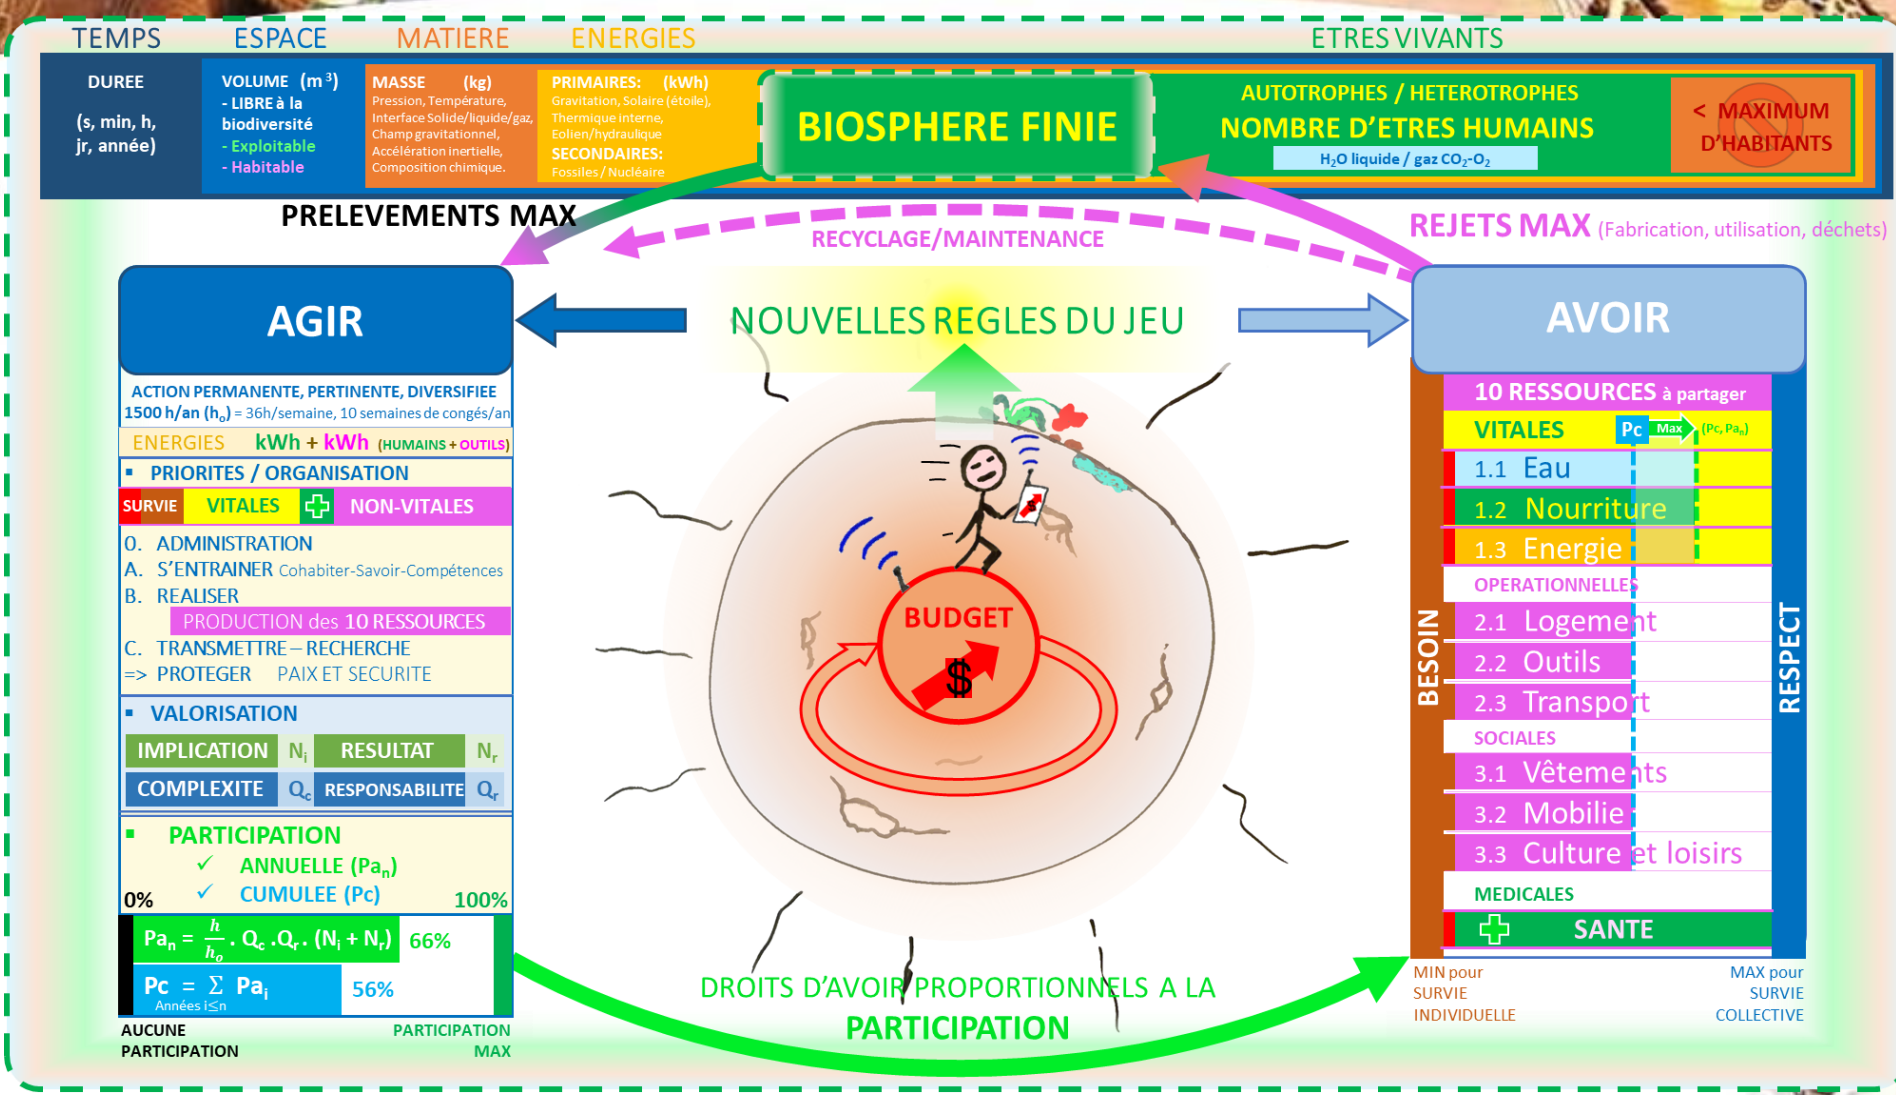 TEMPS
ESPACE
MATIERE
ENERGIES
ETRES VIVANTS
DUREE
(s, min, h,
jr, année)
VOLUME (m³)
- LIBRE à la
biodiversité
- Exploitable
- Habitable
MASSE (kg)
Pression, Température,
Interface Solide/liquide/gaz,
Champ gravitationnel,
Accélération inertielle,
Composition chimique.
PRIMAIRES: (kWh)
Gravitation, Solaire (étoile),
Thermique interne,
Eolien/hydraulique
SECONDAIRES:
Fossiles / Nucléaire
BIOSPHERE FINIE
AUTOTROPHES / HETEROTROPHES
NOMBRE D'ETRES HUMAINS
H₂O liquide / gaz CO₂-O₂
< MAXIMUM
D'HABITANTS
PRELEVEMENTS MAX
RECYCLAGE/MAINTENANCE
REJETS MAX (Fabrication, utilisation, déchets)
AGIR
NOUVELLES REGLES DU JEU
AVOIR
ACTION PERMANENTE, PERTINENTE, DIVERSIFIEE
1500 h/an (hₒ) = 36h/semaine, 10 semaines de congés/an
ENERGIES kWh + kWh (HUMAINS + OUTILS)
▪ PRIORITES / ORGANISATION
SURVIE VITALES NON-VITALES
0. ADMINISTRATION
A. S'ENTRAINER Cohabiter-Savoir-Compétences
B. REALISER
PRODUCTION des 10 RESSOURCES
C. TRANSMETTRE – RECHERCHE
=> PROTEGER PAIX ET SECURITE
▪ VALORISATION
IMPLICATION Nᵢ RESULTAT Nᵣ
COMPLEXITE Q꜀ RESPONSABILITE Qᵣ
▪ PARTICIPATION
✓ ANNUELLE (Paₙ)
✓ CUMULEE (Pc)
0% 100%
Paₙ = h/hₒ . Q꜀ .Qᵣ . (Nᵢ + Nᵣ) 66%
Pc = Σ Paᵢ 56%
Années i≤n
AUCUNE
PARTICIPATION
PARTICIPATION
MAX
BUDGET
$
DROITS D'AVOIR PROPORTIONNELS A LA
PARTICIPATION
BESOIN
10 RESSOURCES à partager
VITALES Pc Max (Pc, Paₙ)
1.1 Eau
1.2 Nourriture
1.3 Energie
OPERATIONNELLES
2.1 Logement
2.2 Outils
2.3 Transport
SOCIALES
3.1 Vêtements
3.2 Mobilier
3.3 Culture et loisirs
MEDICALES
SANTE
RESPECT
MIN pour
SURVIE
INDIVIDUELLE
MAX pour
SURVIE
COLLECTIVE